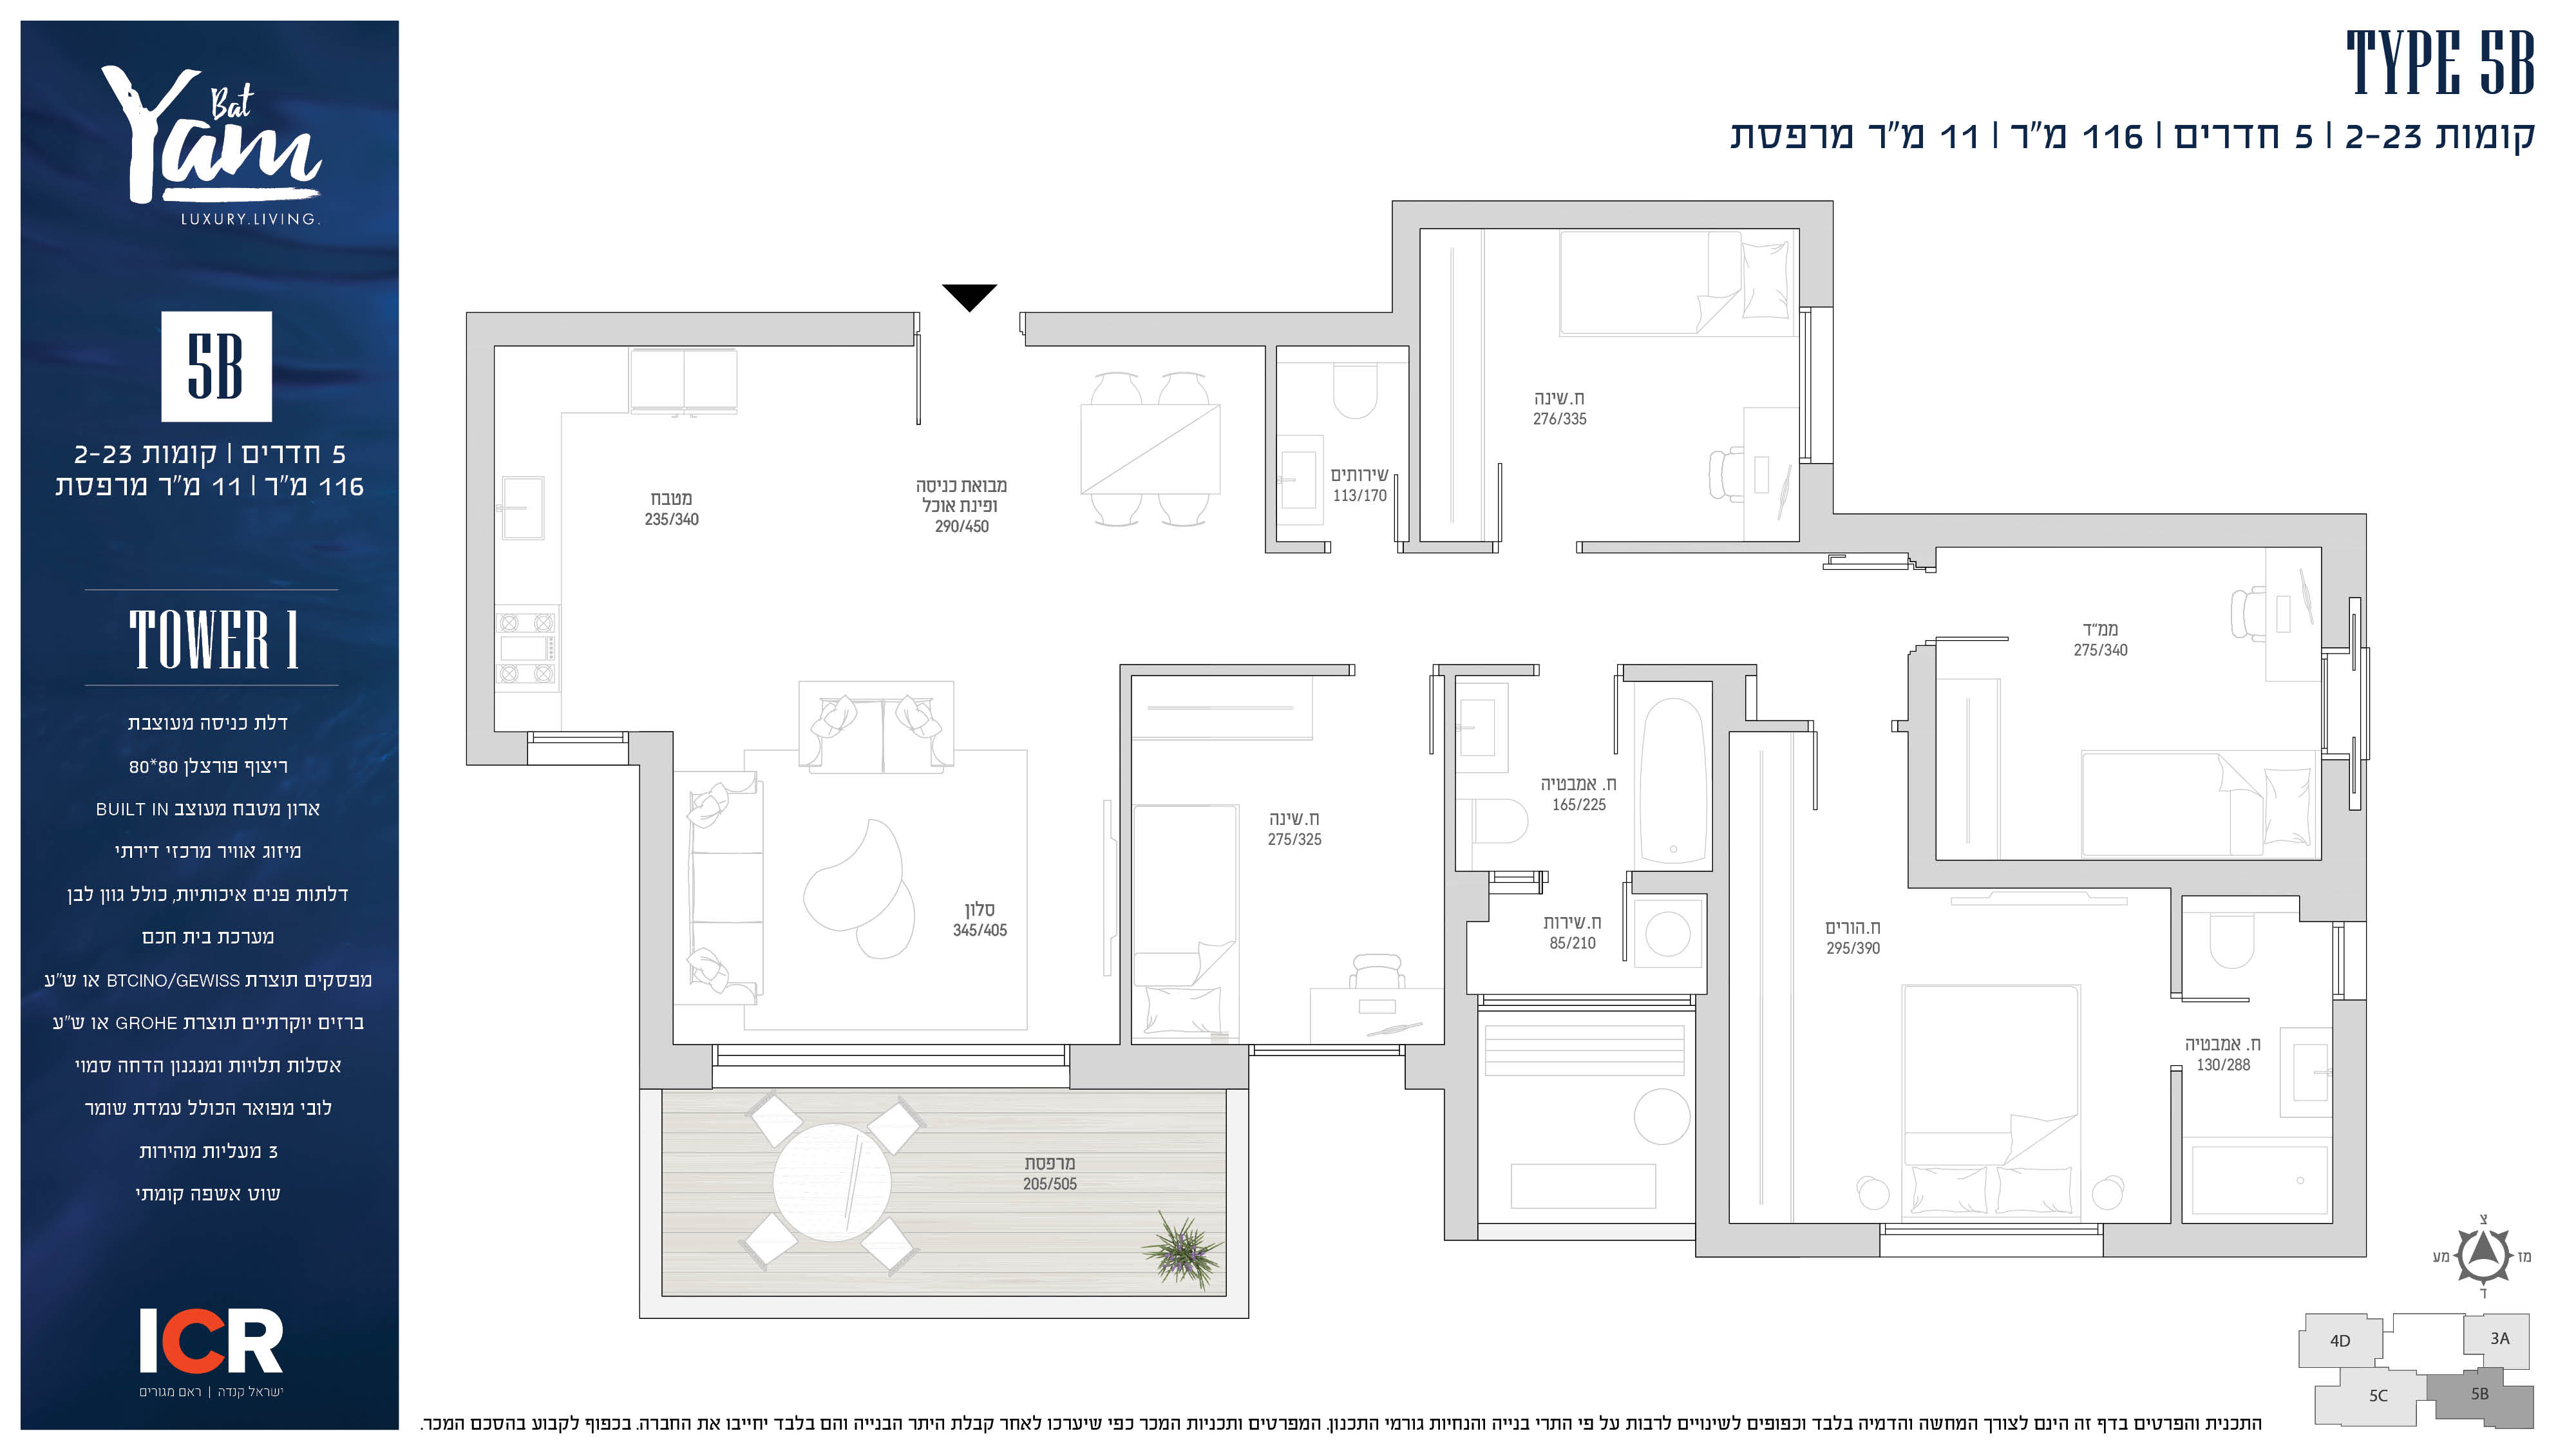 TYPE 5B
קומות 2-23 | 5 חדרים | 116 מ"ר | 11 מ"ר מרפסת
Bat
Yam
LUXURY.LIVING.
5B
5 חדרים | קומות 2-23
116 מ"ר | 11 מ"ר מרפסת
TOWER 1
דלת כניסה מעוצבת
ריצוף פורצלן 80*80
ארון מטבח מעוצב BUILT IN
מיזוג אוויר מרכזי דירתי
דלתות פנים איכותיות, כולל גוון לבן
מערכת בית חכם
מפסקים תוצרת BTCINO/GEWISS או ש"ע
ברזים יוקרתיים תוצרת GROHE או ש"ע
אסלות תלויות ומנגנון הדחה סמוי
לובי מפואר הכולל עמדת שומר
3 מעליות מהירות
שוט אשפה קומתי
ICR
ישראל קנדה | ראם מגורים
ח.שינה
276/335
שירותים
113/170
מבואת כניסה
ופינת אוכל
290/450
מטבח
235/340
ממ"ד
275/340
ח. אמבטיה
165/225
ח.שינה
275/325
סלון
345/405
ח.שירות
85/210
ח.הורים
295/390
ח. אמבטיה
130/288
מרפסת
205/505
צ
מז
מע
ד
4D
3A
5C
5B
התכנית והפרטים בדף זה הינם לצורך המחשה והדמיה בלבד וכפופים לשינויים לרבות על פי התרי בנייה והנחיות גורמי התכנון. המפרטים ותכניות המכר כפי שיערכו לאחר קבלת היתר הבנייה והם בלבד יחייבו את החברה. בכפוף לקבוע בהסכם המכר.